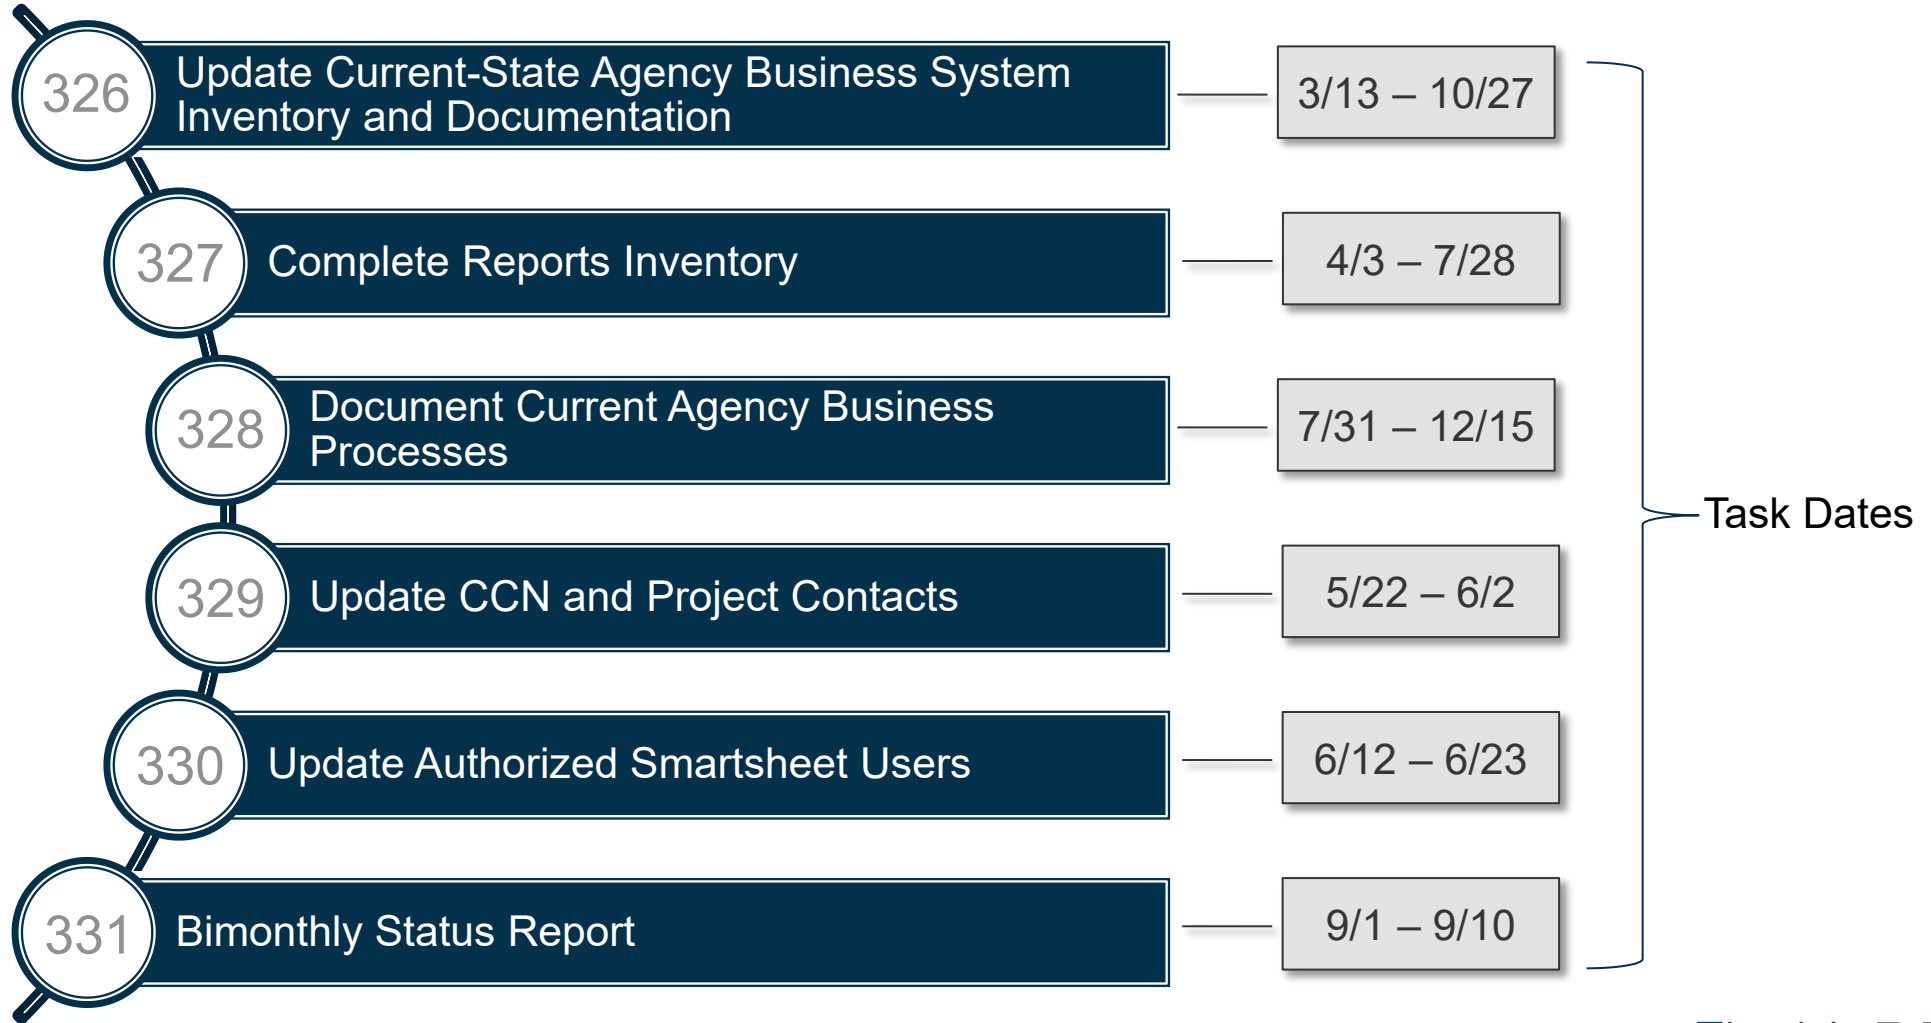 326
Update Current-State Agency Business System
Inventory and Documentation
3/13 – 10/27
327
Complete Reports Inventory
4/3 – 7/28
328
Document Current Agency Business
Processes
7/31 – 12/15
Task Dates
329
Update CCN and Project Contacts
5/22 – 6/2
330
Update Authorized Smartsheet Users
6/12 – 6/23
331
Bimonthly Status Report
9/1 – 9/10